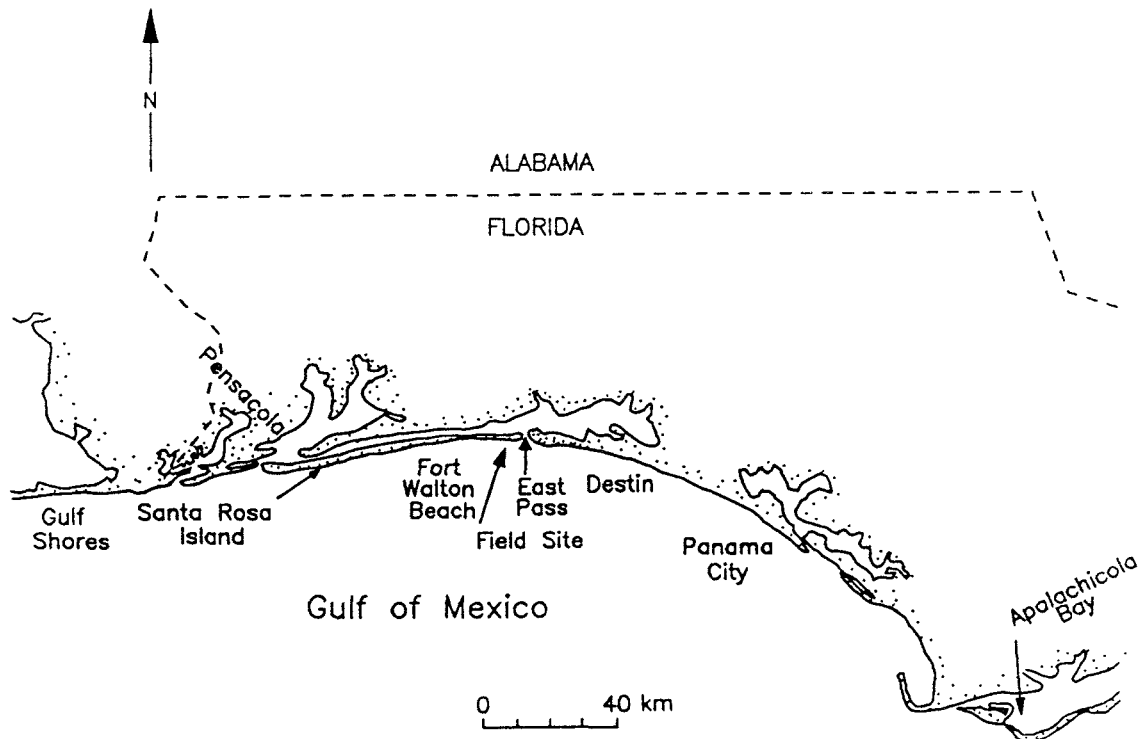 N
ALABAMA
FLORIDA
Pensacola
Gulf
Shores
Santa Rosa
Island
Fort
Walton
Beach
East
Pass
Destin
Field Site
Panama
City
Gulf of Mexico
Apalachicola
Bay
0 40 km